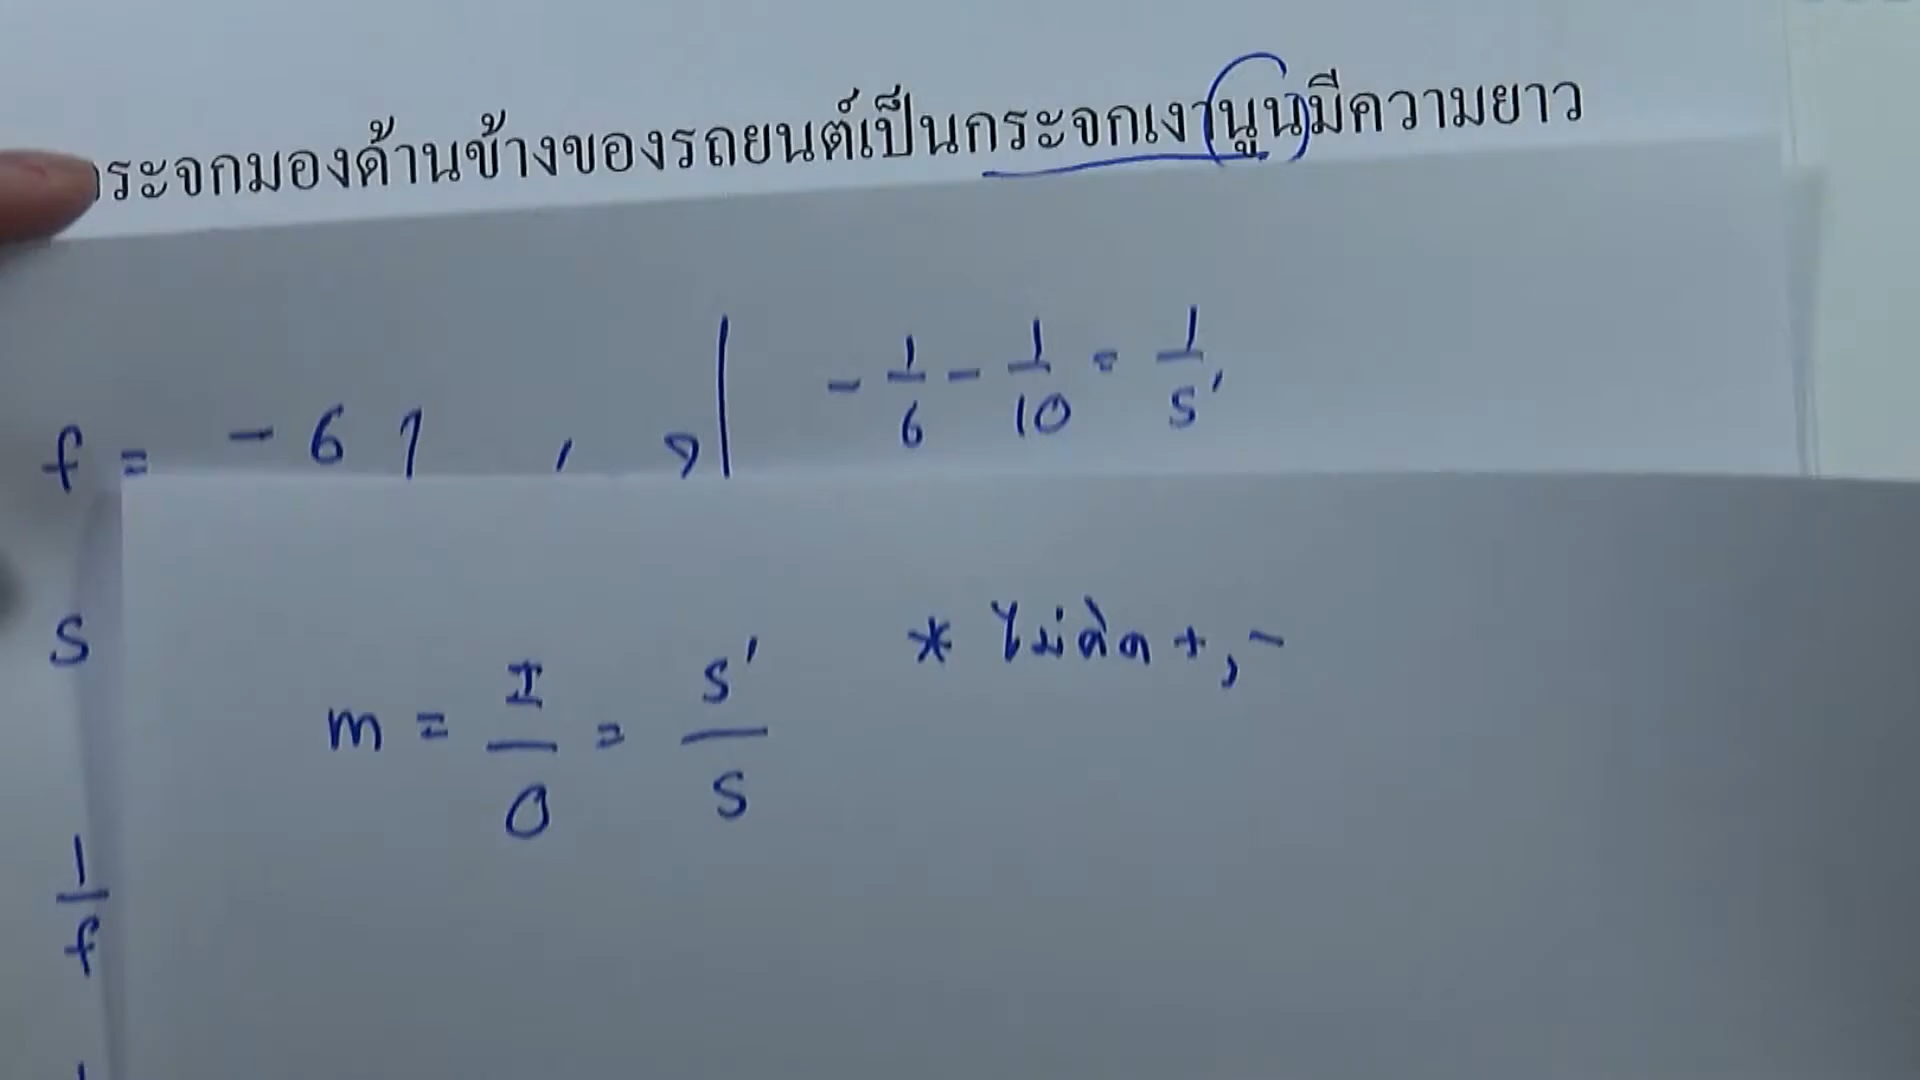 กระจกมองด้านข้างของรถยนต์เป็นกระจกเงานูนมีความยาว
f = - 6
- 1/6 - 1/10 = 1/s'
s
m = I/O = s'/s
* ไม่คิด +, -
1/f